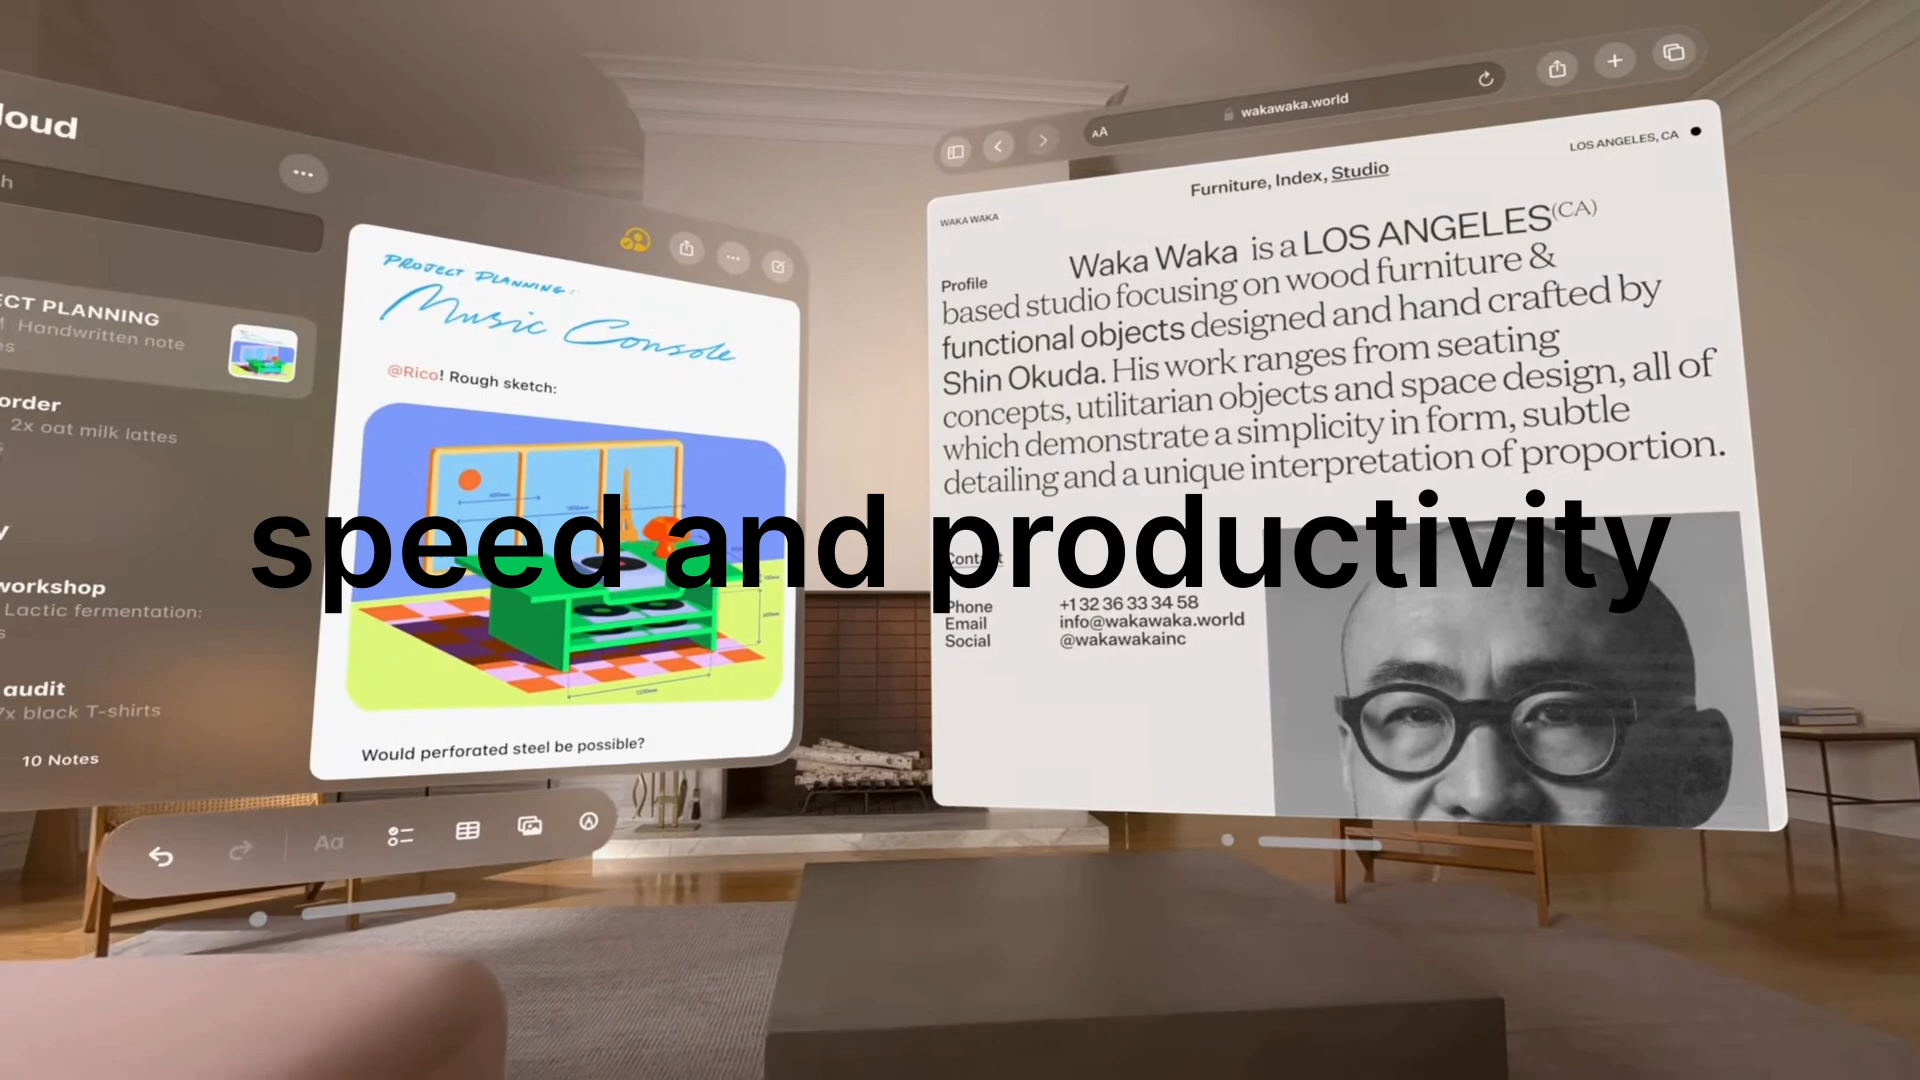 loud
h
ECT PLANNING
Handwritten note
es
order
2x oat milk lattes
y
workshop
Lactic fermentation:
s
audit
7x black T-shirts
10 Notes
PROJECT PLANNING:
Music Console
@Rico! Rough sketch:
Would perforated steel be possible?
Aa
AA
wakawaka.world
LOS ANGELES, CA
Furniture, Index, Studio
WAKA WAKA
Profile
Waka Waka is a LOS ANGELES(CA)
based studio focusing on wood furniture &
functional objects designed and hand crafted by
Shin Okuda. His work ranges from seating
concepts, utilitarian objects and space design, all of
which demonstrate a simplicity in form, subtle
detailing and a unique interpretation of proportion.
speed and productivity
Contact
Phone +1 32 36 33 34 58
Email info@wakawaka.world
Social @wakawakainc